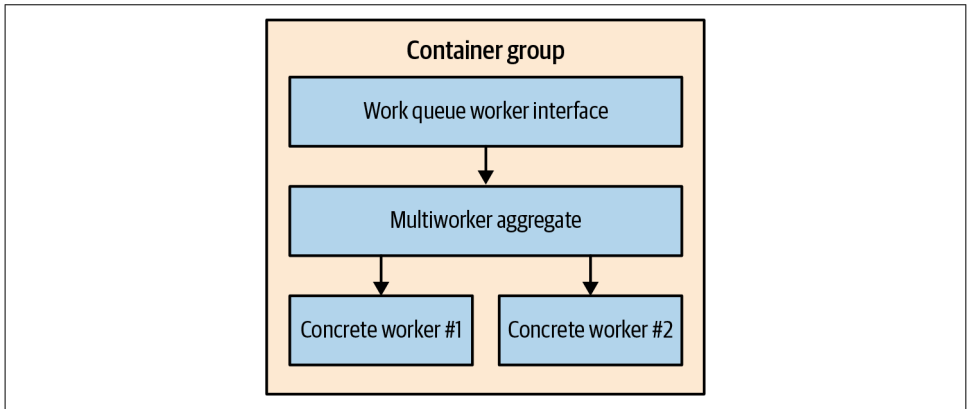 Container group
Work queue worker interface
Multiworker aggregate
Concrete worker #1
Concrete worker #2